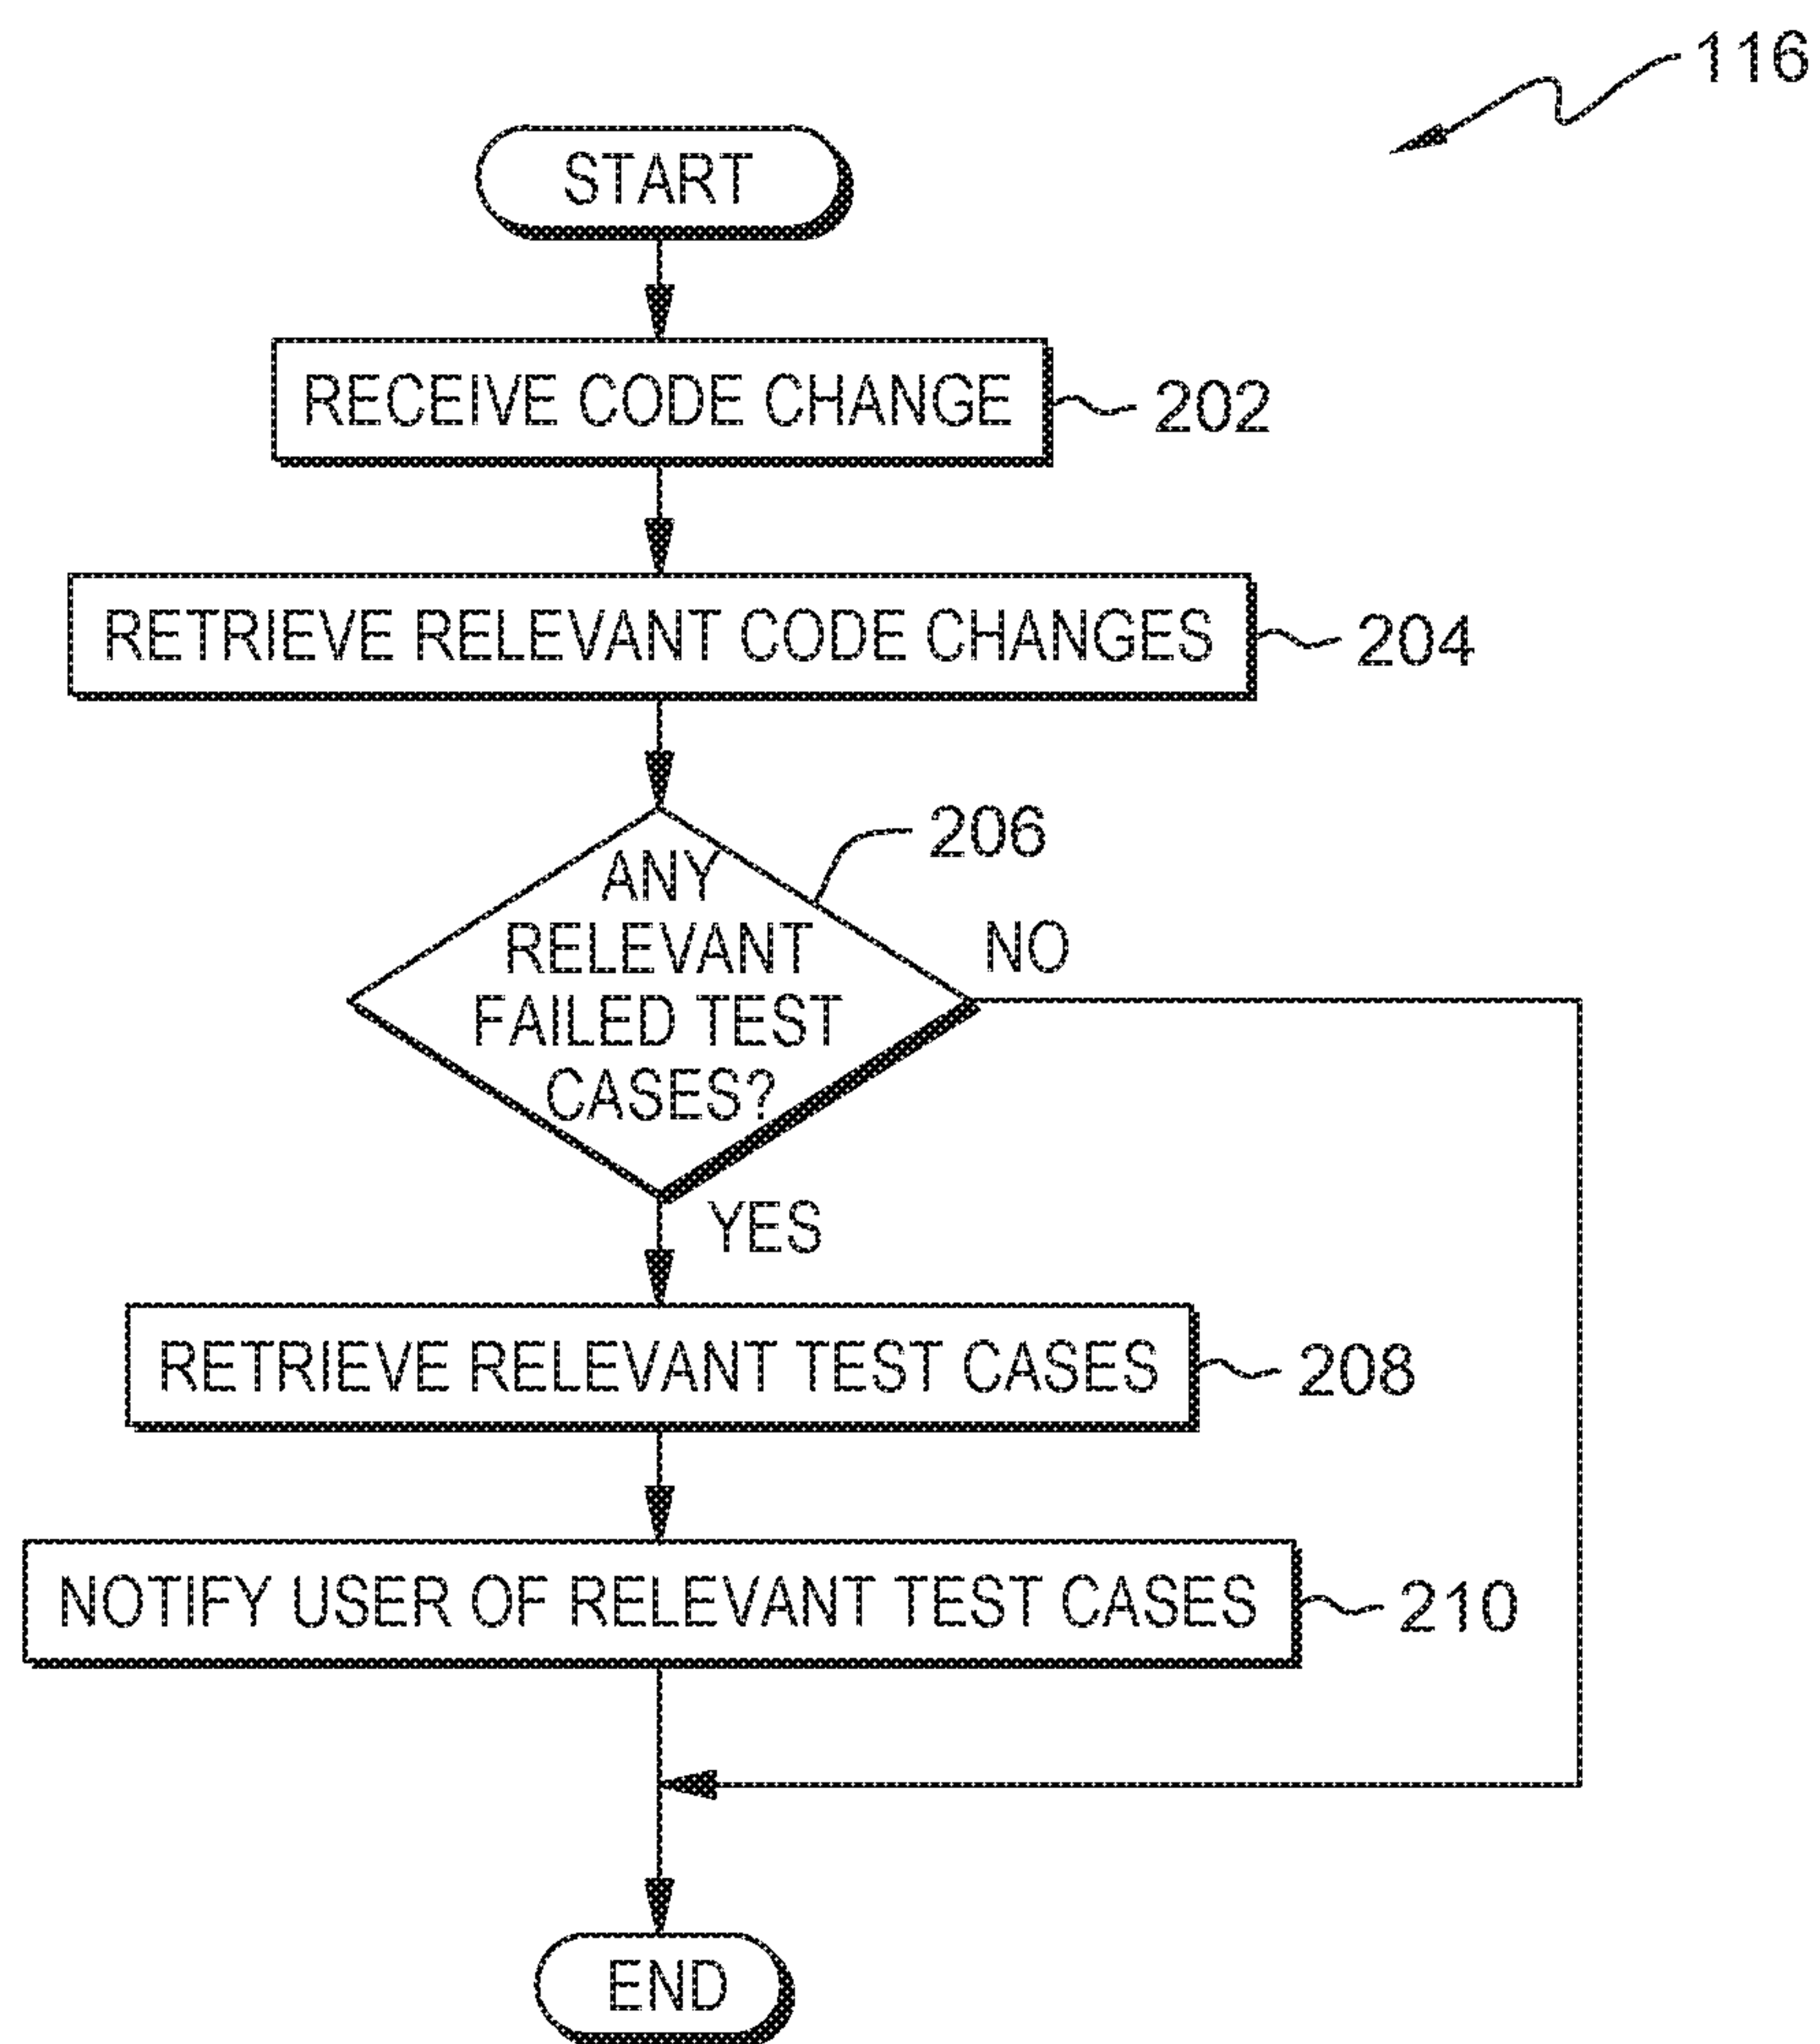 116
START
RECEIVE CODE CHANGE
202
RETRIEVE RELEVANT CODE CHANGES
204
206
ANY
RELEVANT
FAILED TEST
CASES?
NO
YES
RETRIEVE RELEVANT TEST CASES
208
NOTIFY USER OF RELEVANT TEST CASES
210
END